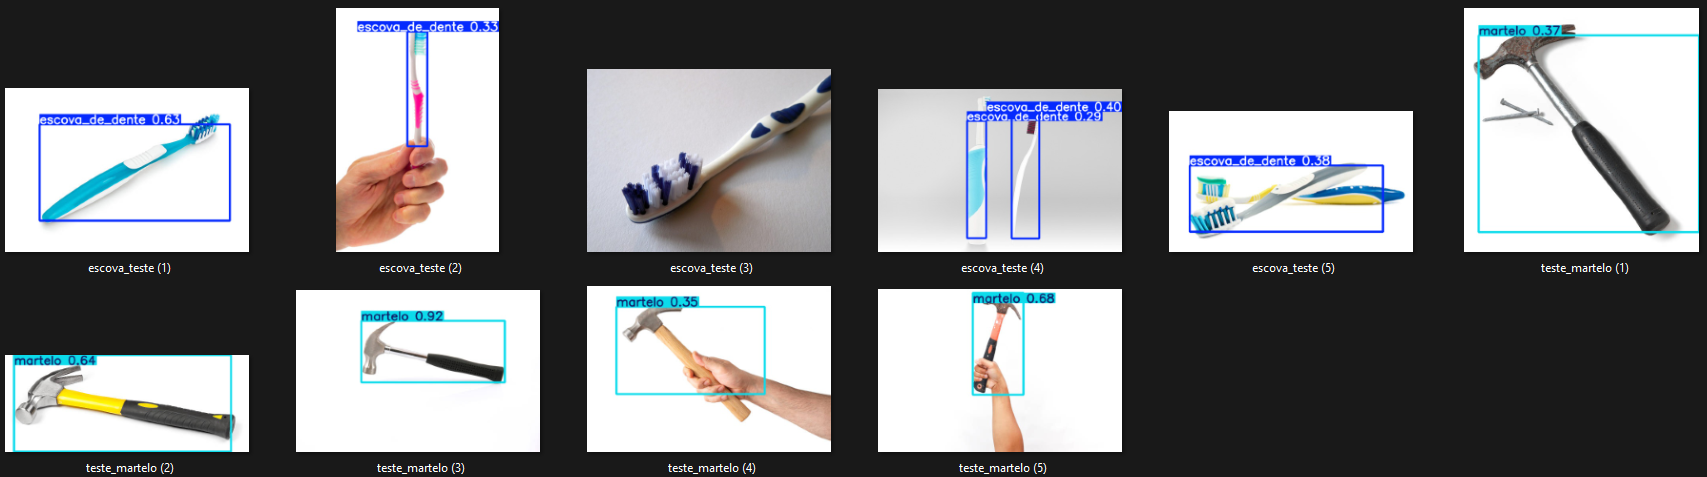 escova_de_dente 0.63
escova_teste (1)
escova_de_dente 0.33
escova_teste (2)
escova_teste (3)
escova_de_dente 0.40
escova_de_dente 0.29
escova_teste (4)
escova_de_dente 0.38
escova_teste (5)
martelo 0.37
teste_martelo (1)
martelo 0.64
teste_martelo (2)
martelo 0.92
teste_martelo (3)
martelo 0.35
teste_martelo (4)
martelo 0.68
teste_martelo (5)